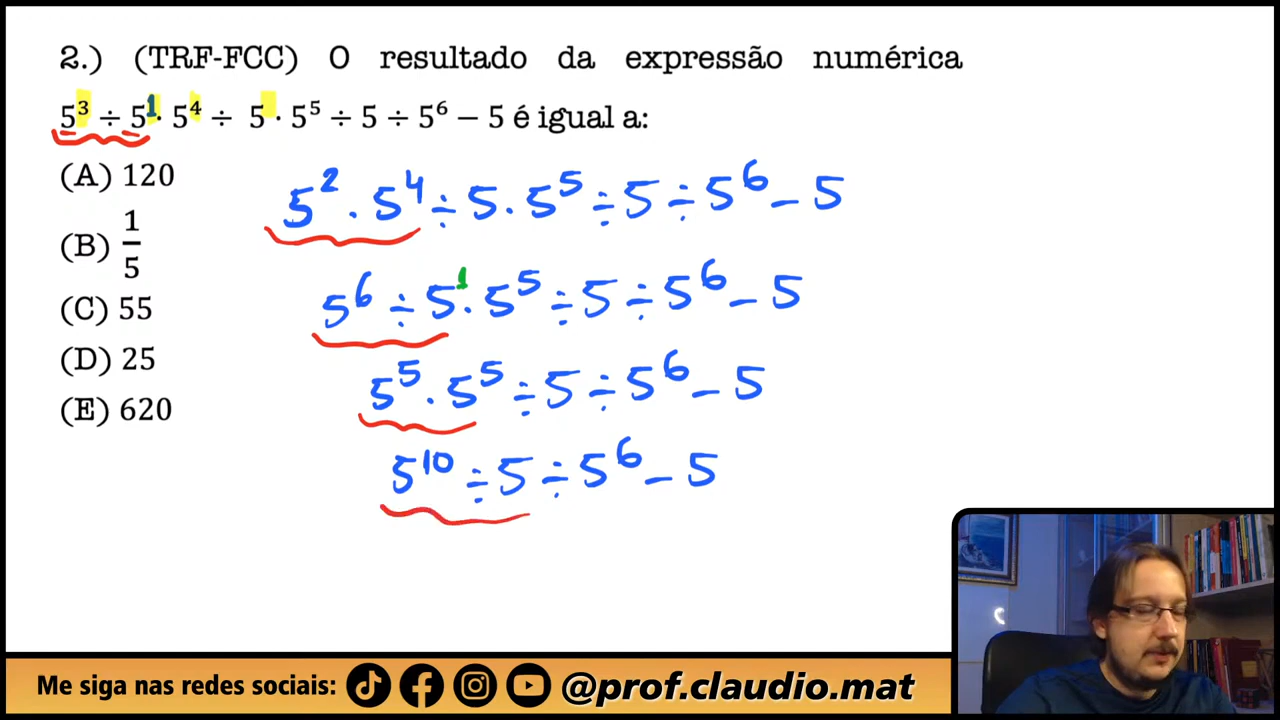 2.) (TRF-FCC) O resultado da expressão numérica
5³ ÷ 5¹ · 5⁴ ÷ 5 · 5⁵ ÷ 5 ÷ 5⁶ − 5 é igual a:
(A) 120
5² · 5⁴ ÷ 5 · 5⁵ ÷ 5 ÷ 5⁶ − 5
(B) 1/5
5⁶ ÷ 5¹ · 5⁵ ÷ 5 ÷ 5⁶ − 5
(C) 55
(D) 25
5⁵ · 5⁵ ÷ 5 ÷ 5⁶ − 5
(E) 620
5¹⁰ ÷ 5 ÷ 5⁶ − 5
Me siga nas redes sociais: @prof.claudio.mat